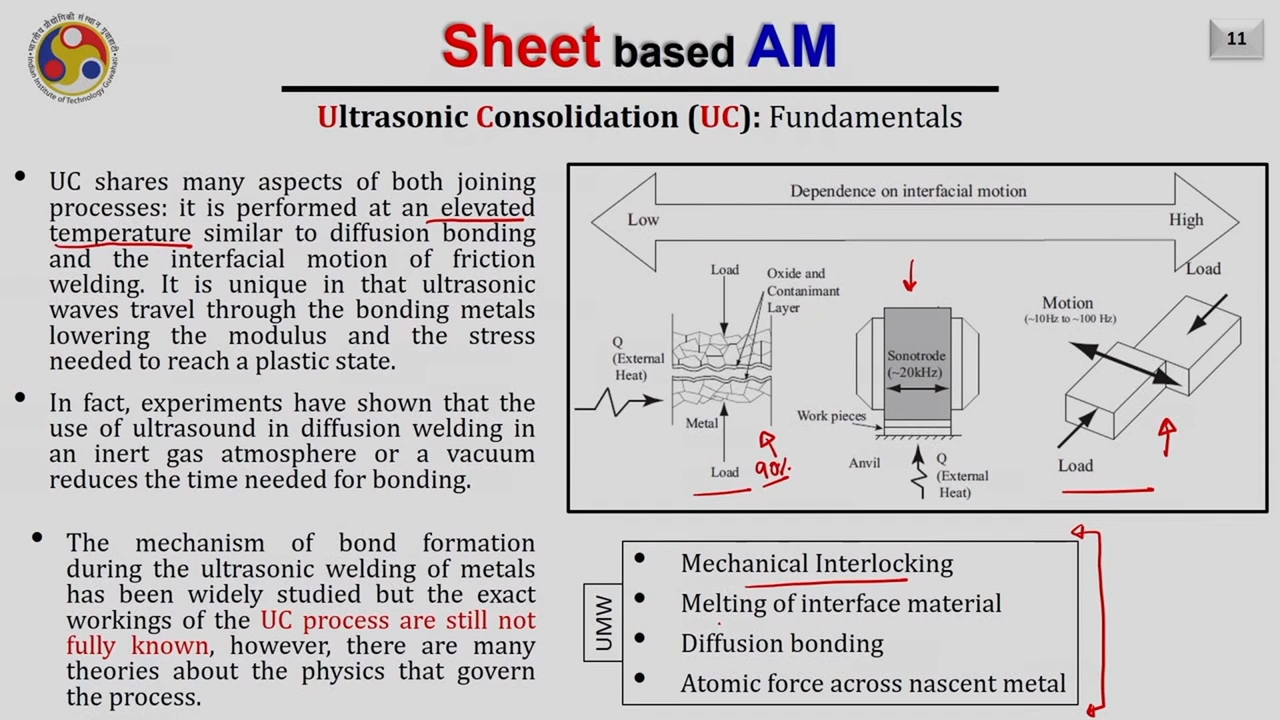 11
Sheet based AM
Ultrasonic Consolidation (UC): Fundamentals
• UC shares many aspects of both joining
processes: it is performed at an elevated
temperature similar to diffusion bonding
and the interfacial motion of friction
welding. It is unique in that ultrasonic
waves travel through the bonding metals
lowering the modulus and the stress
needed to reach a plastic state.
• In fact, experiments have shown that the
use of ultrasound in diffusion welding in
an inert gas atmosphere or a vacuum
reduces the time needed for bonding.
• The mechanism of bond formation
during the ultrasonic welding of metals
has been widely studied but the exact
workings of the UC process are still not
fully known, however, there are many
theories about the physics that govern
the process.
Dependence on interfacial motion
Low
High
Load
Oxide and
Contanimant
Layer
Q
(External
Heat)
Metal
Load
90%
Sonotrode
(~20kHz)
Work pieces
Anvil
Q
(External
Heat)
Load
Motion
(~10Hz to ~100 Hz)
Load
UMW
• Mechanical Interlocking
• Melting of interface material
• Diffusion bonding
• Atomic force across nascent metal